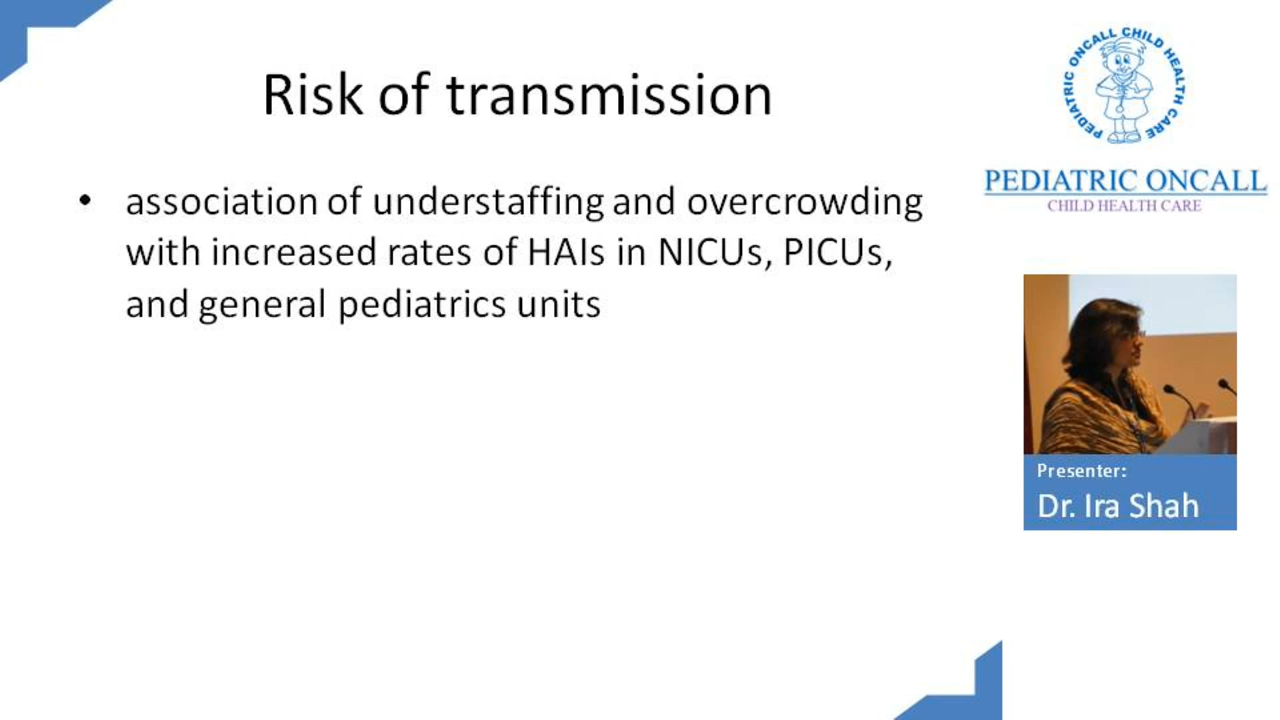 Risk of transmission
• association of understaffing and overcrowding
with increased rates of HAIs in NICUs, PICUs,
and general pediatrics units
PEDIATRIC ONCALL CHILD HEALTH CARE
PEDIATRIC ONCALL
CHILD HEALTH CARE
Presenter:
Dr. Ira Shah